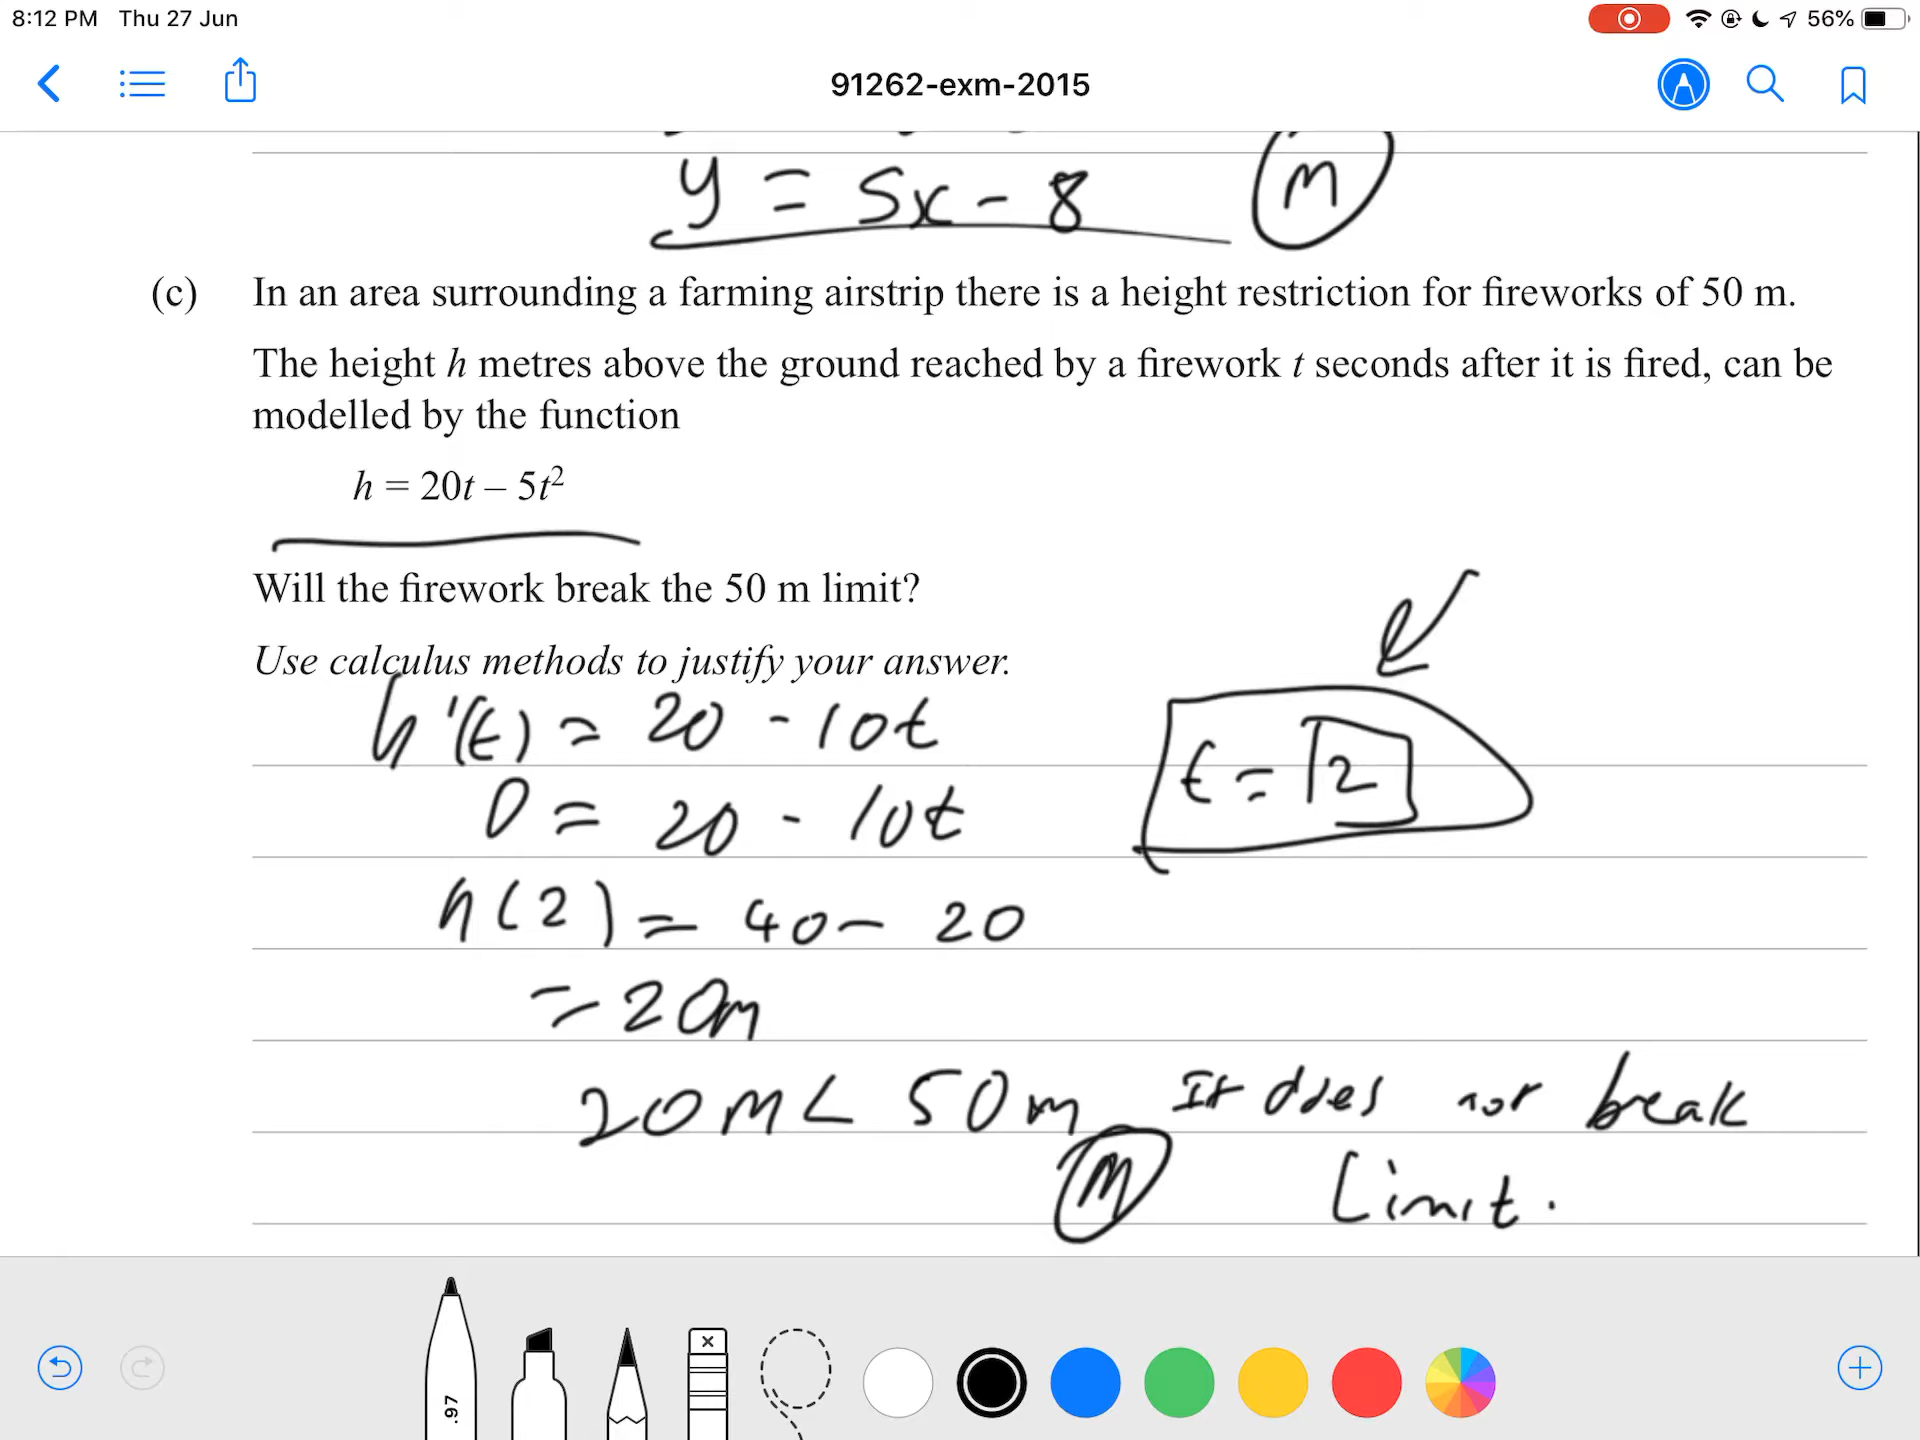 8:12 PM Thu 27 Jun 56%
91262-exm-2015
y = 5x - 8 M
(c) In an area surrounding a farming airstrip there is a height restriction for fireworks of 50 m.
The height h metres above the ground reached by a firework t seconds after it is fired, can be
modelled by the function
h = 20t – 5t²
Will the firework break the 50 m limit?
Use calculus methods to justify your answer.
h'(t) = 20 - 10t
t = 2
0 = 20 - 10t
h(2) = 40 - 20
= 20m
20m < 50m It does not break
M Limit.
.97